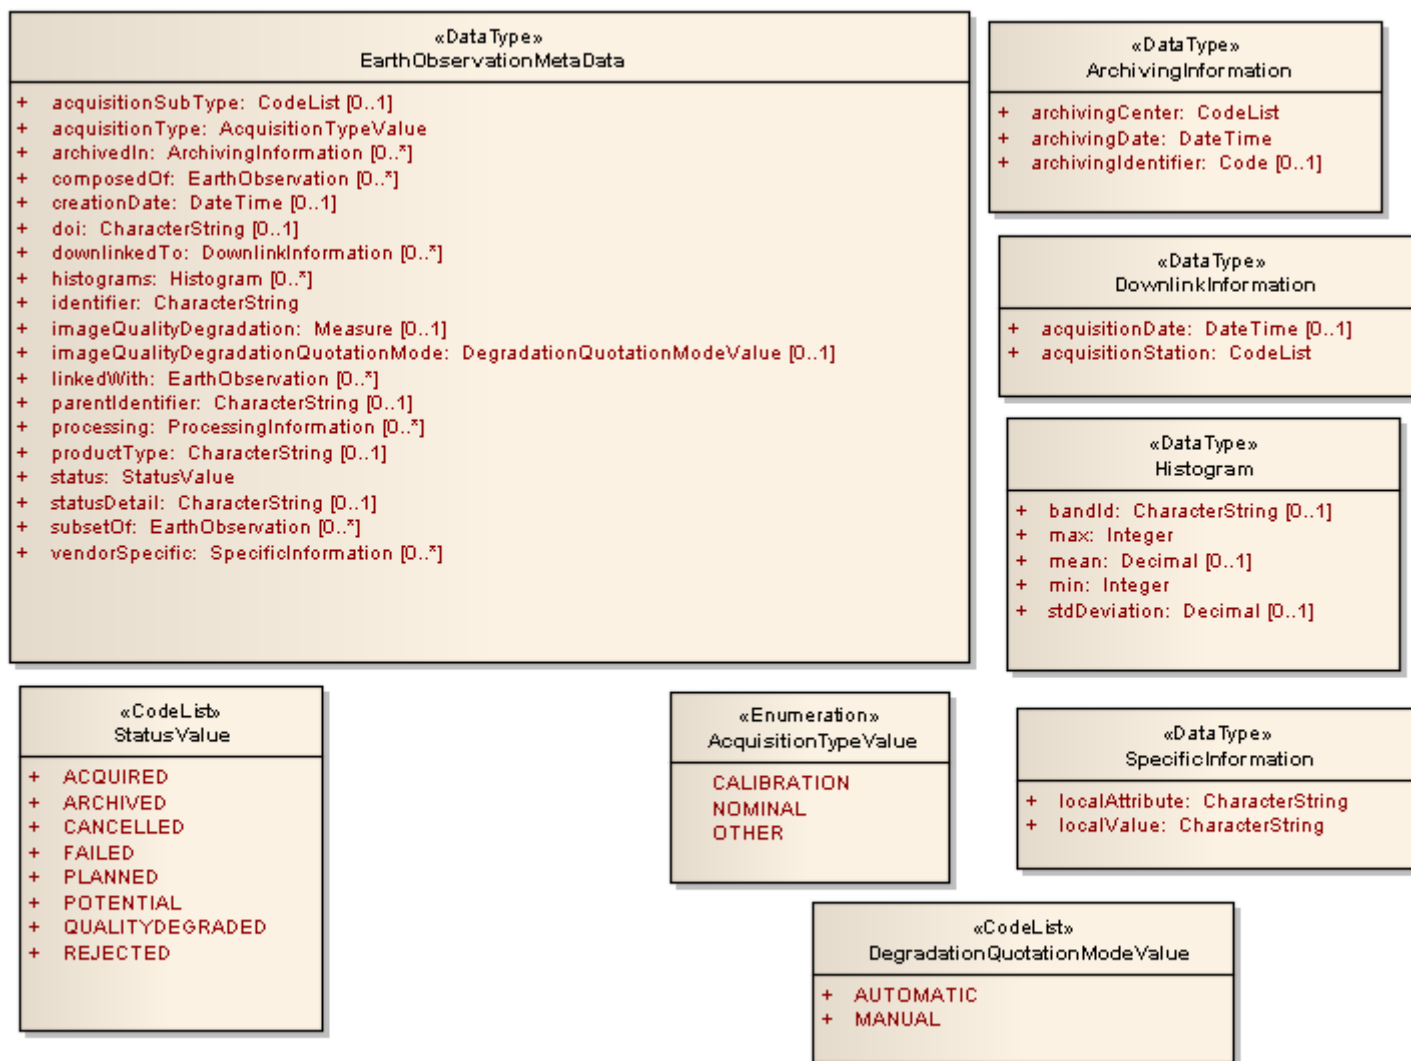 «DataType»
EarthObservationMetaData
+ acquisitionSubType: CodeList [0..1]
+ acquisitionType: AcquisitionTypeValue
+ archivedIn: ArchivingInformation [0..*]
+ composedOf: EarthObservation [0..*]
+ creationDate: DateTime [0..1]
+ doi: CharacterString [0..1]
+ downlinkedTo: DownlinkInformation [0..*]
+ histograms: Histogram [0..*]
+ identifier: CharacterString
+ imageQualityDegradation: Measure [0..1]
+ imageQualityDegradationQuotationMode: DegradationQuotationModeValue [0..1]
+ linkedWith: EarthObservation [0..*]
+ parentIdentifier: CharacterString [0..1]
+ processing: ProcessingInformation [0..*]
+ productType: CharacterString [0..1]
+ status: StatusValue
+ statusDetail: CharacterString [0..1]
+ subsetOf: EarthObservation [0..*]
+ vendorSpecific: SpecificInformation [0..*]
«DataType»
ArchivingInformation
+ archivingCenter: CodeList
+ archivingDate: DateTime
+ archivingIdentifier: Code [0..1]
«DataType»
DownlinkInformation
+ acquisitionDate: DateTime [0..1]
+ acquisitionStation: CodeList
«DataType»
Histogram
+ bandId: CharacterString [0..1]
+ max: Integer
+ mean: Decimal [0..1]
+ min: Integer
+ stdDeviation: Decimal [0..1]
«CodeList»
StatusValue
+ ACQUIRED
+ ARCHIVED
+ CANCELLED
+ FAILED
+ PLANNED
+ POTENTIAL
+ QUALITYDEGRADED
+ REJECTED
«Enumeration»
AcquisitionTypeValue
CALIBRATION
NOMINAL
OTHER
«DataType»
SpecificInformation
+ localAttribute: CharacterString
+ localValue: CharacterString
«CodeList»
DegradationQuotationModeValue
+ AUTOMATIC
+ MANUAL